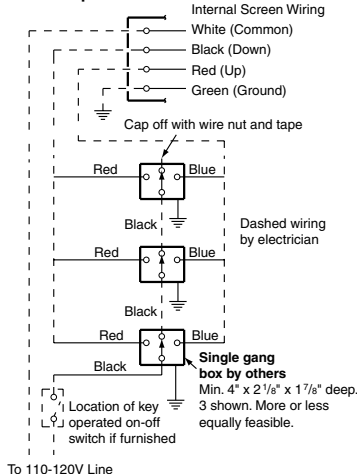 Internal Screen Wiring
White (Common)
Black (Down)
Red (Up)
Green (Ground)
Cap off with wire nut and tape
Red
Blue
Black
Dashed wiring
by electrician
Black
Red
Blue
Black
Single gang
box by others
Min. 4" x 2 1/8" x 1 7/8" deep.
3 shown. More or less
equally feasible.
Location of key
operated on-off
switch if furnished
To 110-120V Line